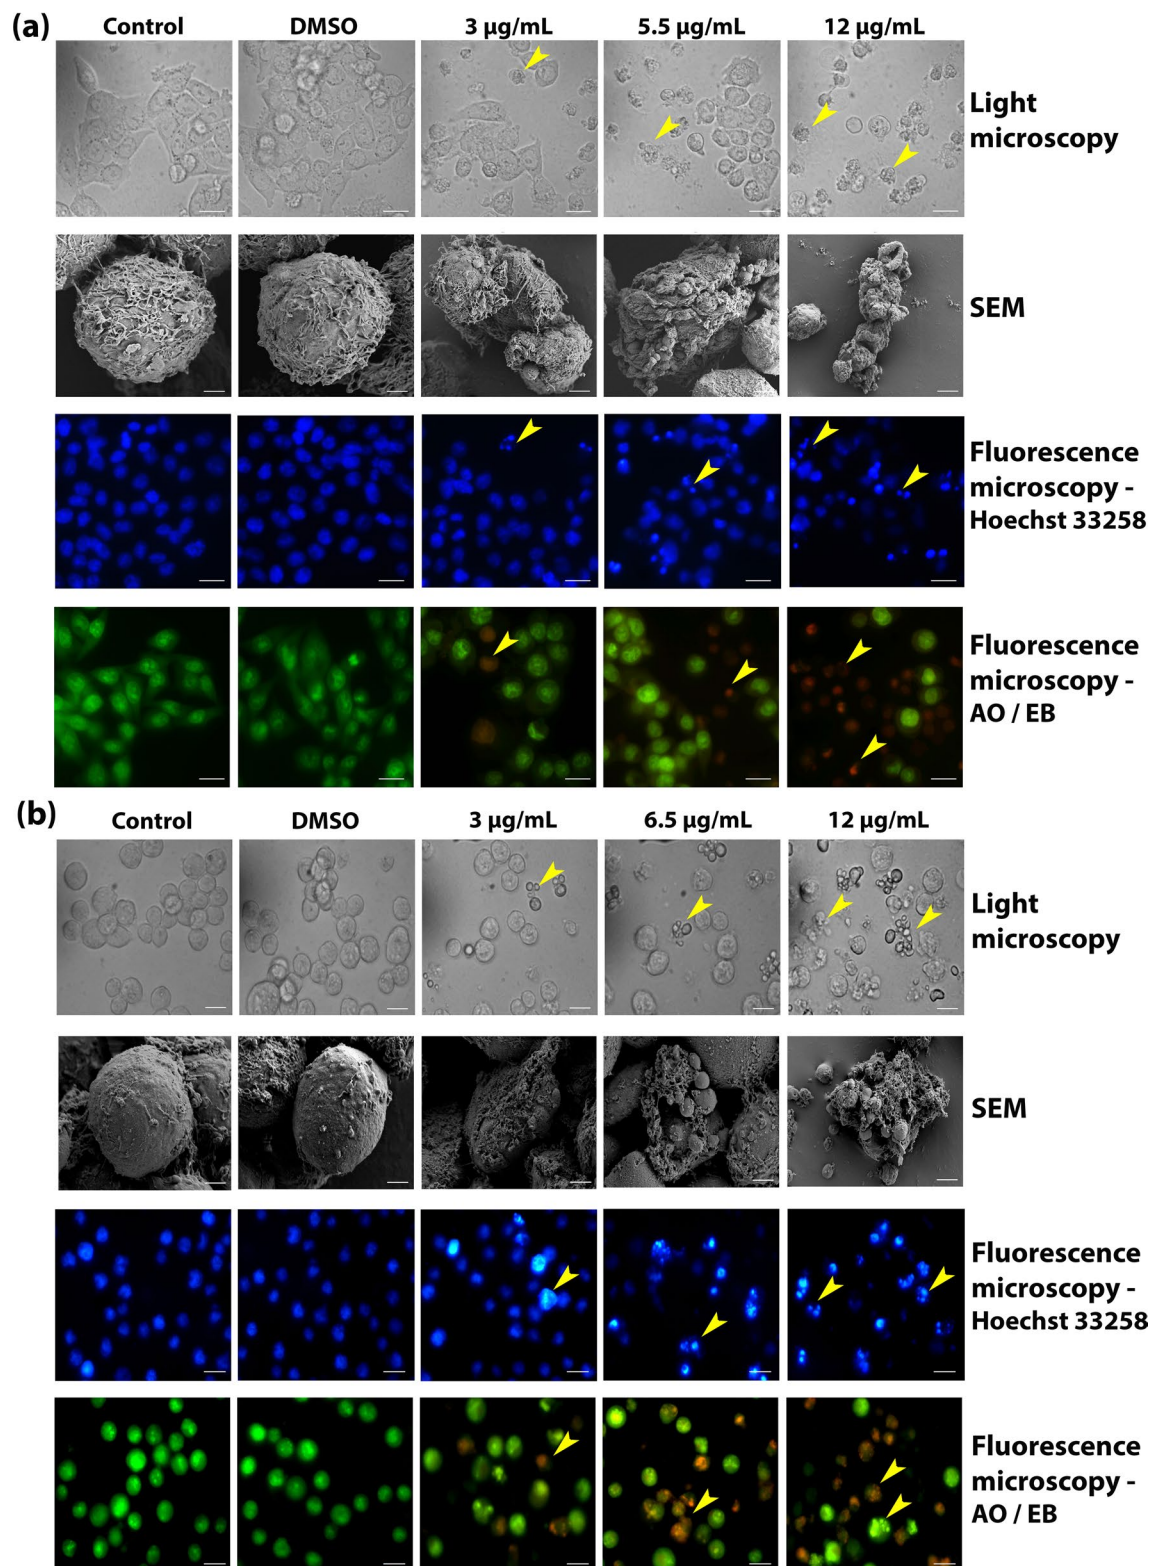 (a)
Control DMSO 3 µg/mL 5.5 µg/mL 12 µg/mL
Light
microscopy
SEM
Fluorescence
microscopy -
Hoechst 33258
Fluorescence
microscopy -
AO / EB
(b)
Control DMSO 3 µg/mL 6.5 µg/mL 12 µg/mL
Light
microscopy
SEM
Fluorescence
microscopy -
Hoechst 33258
Fluorescence
microscopy -
AO / EB